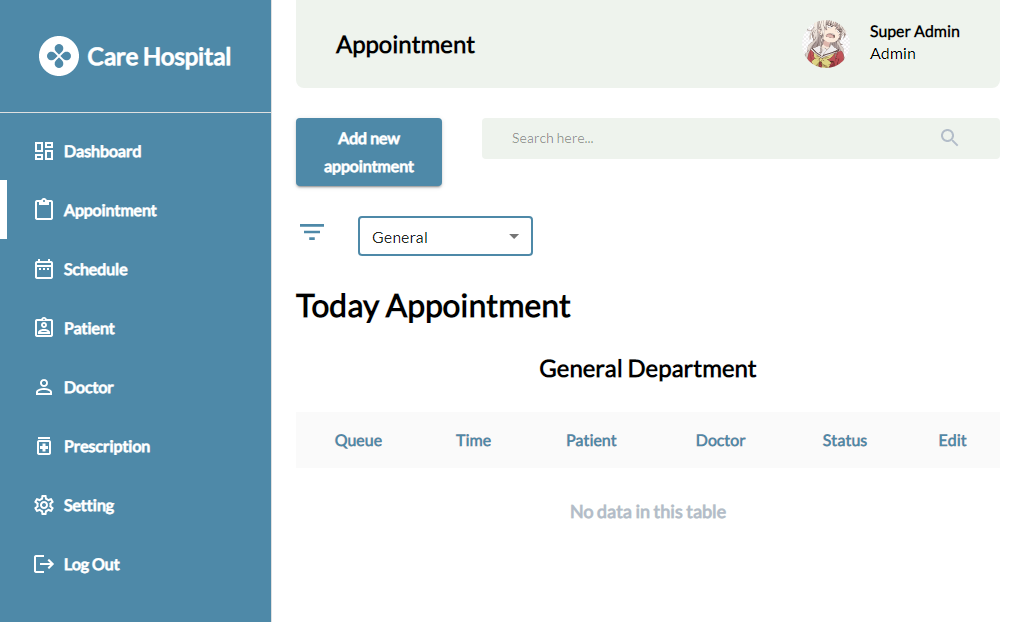 Care Hospital
Dashboard
Appointment
Schedule
Patient
Doctor
Prescription
Setting
Log Out
Appointment
Super Admin
Admin
Add new
appointment
Search here...
General
Today Appointment
General Department
Queue Time Patient Doctor Status Edit
No data in this table